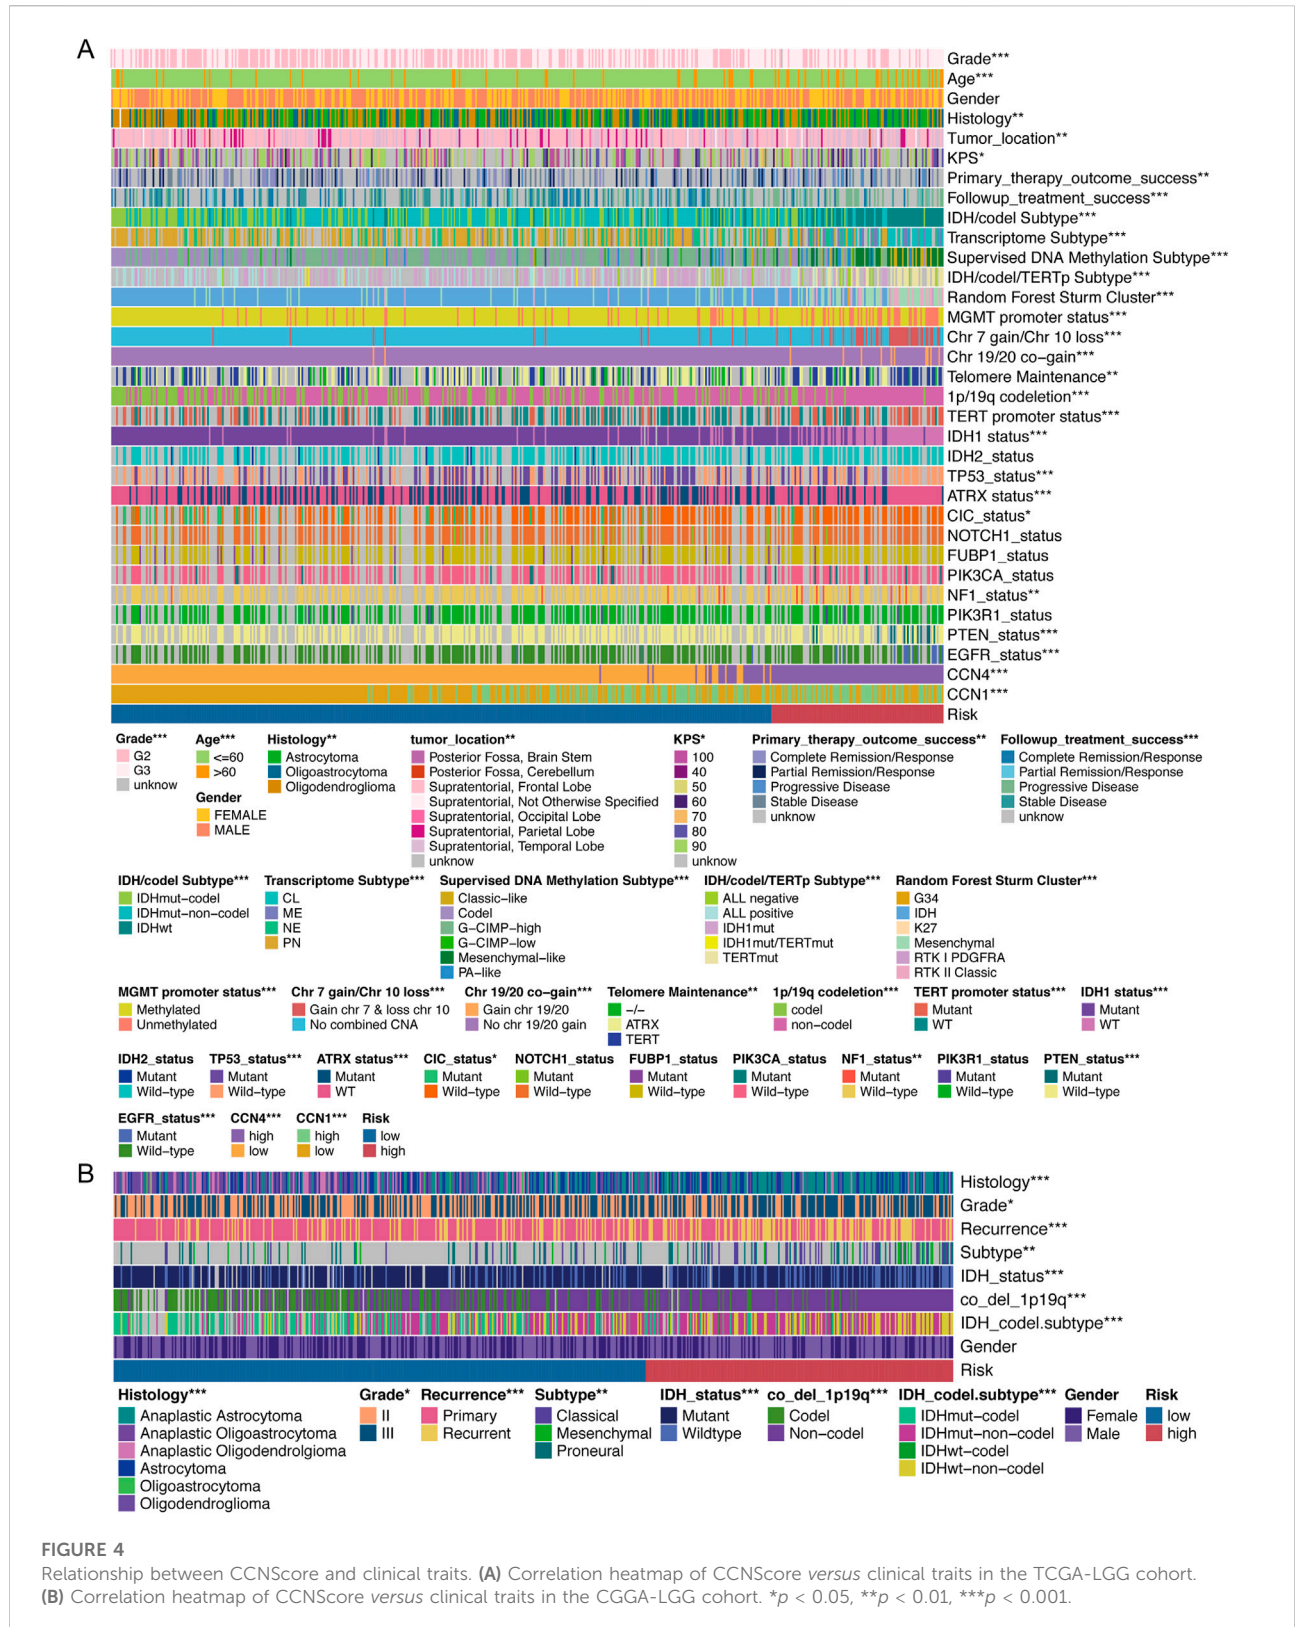 A
Grade***
Age***
Gender
Histology**
Tumor_location**
KPS*
Primary_therapy_outcome_success**
Followup_treatment_success***
IDH/codel Subtype***
Transcriptome Subtype***
Supervised DNA Methylation Subtype***
IDH/codel/TERTp Subtype***
Random Forest Sturm Cluster***
MGMT promoter status***
Chr 7 gain/Chr 10 loss***
Chr 19/20 co−gain***
Telomere Maintenance**
1p/19q codeletion***
TERT promoter status***
IDH1 status***
IDH2_status
TP53_status***
ATRX status***
CIC_status*
NOTCH1_status
FUBP1_status
PIK3CA_status
NF1_status**
PIK3R1_status
PTEN_status***
EGFR_status***
CCN4***
CCN1***
Risk
Grade***
G2
G3
unknow
Age***
<=60
>60
Gender
FEMALE
MALE
Histology**
Astrocytoma
Oligoastrocytoma
Oligodendroglioma
tumor_location**
Posterior Fossa, Brain Stem
Posterior Fossa, Cerebellum
Supratentorial, Frontal Lobe
Supratentorial, Not Otherwise Specified
Supratentorial, Occipital Lobe
Supratentorial, Parietal Lobe
Supratentorial, Temporal Lobe
unknow
KPS*
100
40
50
60
70
80
90
unknow
Primary_therapy_outcome_success**
Complete Remission/Response
Partial Remission/Response
Progressive Disease
Stable Disease
unknow
Followup_treatment_success***
Complete Remission/Response
Partial Remission/Response
Progressive Disease
Stable Disease
unknow
IDH/codel Subtype***
IDHmut−codel
IDHmut−non−codel
IDHwt
Transcriptome Subtype***
CL
ME
NE
PN
Supervised DNA Methylation Subtype***
Classic−like
Codel
G−CIMP−high
G−CIMP−low
Mesenchymal−like
PA−like
IDH/codel/TERTp Subtype***
ALL negative
ALL positive
IDH1mut
IDH1mut/TERTmut
TERTmut
Random Forest Sturm Cluster***
G34
IDH
K27
Mesenchymal
RTK I PDGFRA
RTK II Classic
MGMT promoter status***
Methylated
Unmethylated
Chr 7 gain/Chr 10 loss***
Gain chr 7 & loss chr 10
No combined CNA
Chr 19/20 co−gain***
Gain chr 19/20
No chr 19/20 gain
Telomere Maintenance**
−/−
ATRX
TERT
1p/19q codeletion***
codel
non−codel
TERT promoter status***
Mutant
WT
IDH1 status***
Mutant
WT
IDH2_status
Mutant
Wild−type
TP53_status***
Mutant
Wild−type
ATRX status***
Mutant
WT
CIC_status*
Mutant
Wild−type
NOTCH1_status
Mutant
Wild−type
FUBP1_status
Mutant
Wild−type
PIK3CA_status
Mutant
Wild−type
NF1_status**
Mutant
Wild−type
PIK3R1_status
Mutant
Wild−type
PTEN_status***
Mutant
Wild−type
EGFR_status***
Mutant
Wild−type
CCN4***
high
low
CCN1***
high
low
Risk
low
high
B
Histology***
Grade*
Recurrence***
Subtype**
IDH_status***
co_del_1p19q***
IDH_codel.subtype***
Gender
Risk
Histology***
Anaplastic Astrocytoma
Anaplastic Oligoastrocytoma
Anaplastic Oligodendrolgioma
Astrocytoma
Oligoastrocytoma
Oligodendroglioma
Grade*
II
III
Recurrence***
Primary
Recurrent
Subtype**
Classical
Mesenchymal
Proneural
IDH_status***
Mutant
Wildtype
co_del_1p19q***
Codel
Non−codel
IDH_codel.subtype***
IDHmut−codel
IDHmut−non−codel
IDHwt−codel
IDHwt−non−codel
Gender
Female
Male
Risk
low
high
FIGURE 4
Relationship between CCNScore and clinical traits. (A) Correlation heatmap of CCNScore versus clinical traits in the TCGA-LGG cohort.
(B) Correlation heatmap of CCNScore versus clinical traits in the CGGA-LGG cohort. *p < 0.05, **p < 0.01, ***p < 0.001.